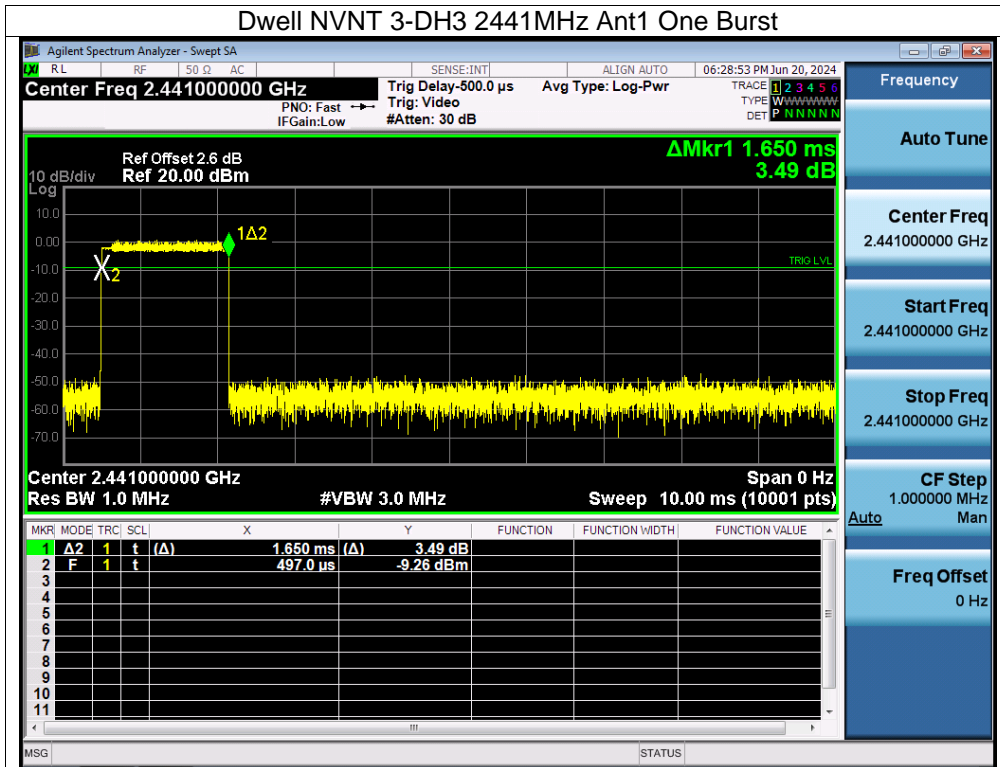 Dwell NVNT 3-DH3 2441MHz Ant1 One Burst
Agilent Spectrum Analyzer - Swept SA
LXI RL RF 50 Ω AC SENSE:INT ALIGN AUTO 06:28:53 PM Jun 20, 2024
Center Freq 2.441000000 GHz
PNO: Fast
IFGain:Low
Trig Delay-500.0 µs
Trig: Video
#Atten: 30 dB
Avg Type: Log-Pwr
TRACE 1 2 3 4 5 6
TYPE WWWWWW
DET P N N N N N
Frequency
Auto Tune
Center Freq
2.441000000 GHz
Start Freq
2.441000000 GHz
Stop Freq
2.441000000 GHz
CF Step
1.000000 MHz
Auto Man
Freq Offset
0 Hz
ΔMkr1 1.650 ms
3.49 dB
Ref Offset 2.6 dB
10 dB/div Ref 20.00 dBm
Log
10.0
0.00
-10.0
-20.0
-30.0
-40.0
-50.0
-60.0
-70.0
1Δ2
2
TRIG LVL
Center 2.441000000 GHz Span 0 Hz
Res BW 1.0 MHz #VBW 3.0 MHz Sweep 10.00 ms (10001 pts)
MKR MODE TRC SCL X Y FUNCTION FUNCTION WIDTH FUNCTION VALUE
1 Δ2 1 t (Δ) 1.650 ms (Δ) 3.49 dB
2 F 1 t 497.0 µs -9.26 dBm
3
4
5
6
7
8
9
10
11
MSG STATUS